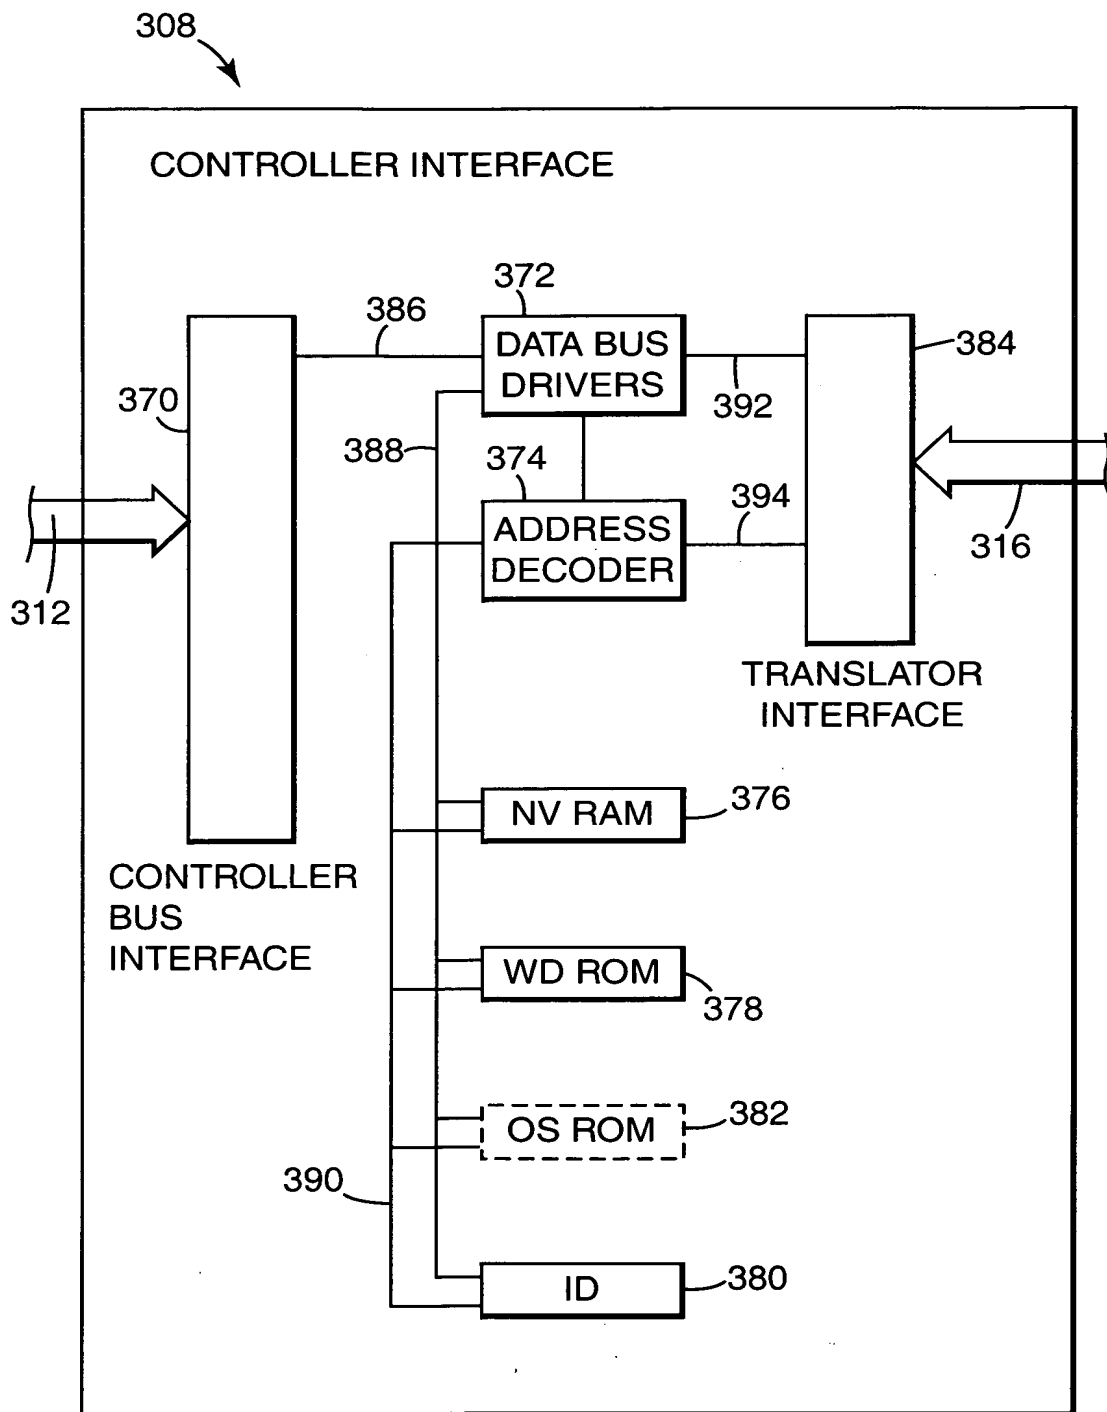 308
CONTROLLER INTERFACE
372
386
DATA BUS
DRIVERS
384
370
392
388
374
394
ADDRESS
DECODER
316
312
TRANSLATOR
INTERFACE
NV RAM
376
CONTROLLER
BUS
INTERFACE
WD ROM
378
OS ROM
382
390
ID
380